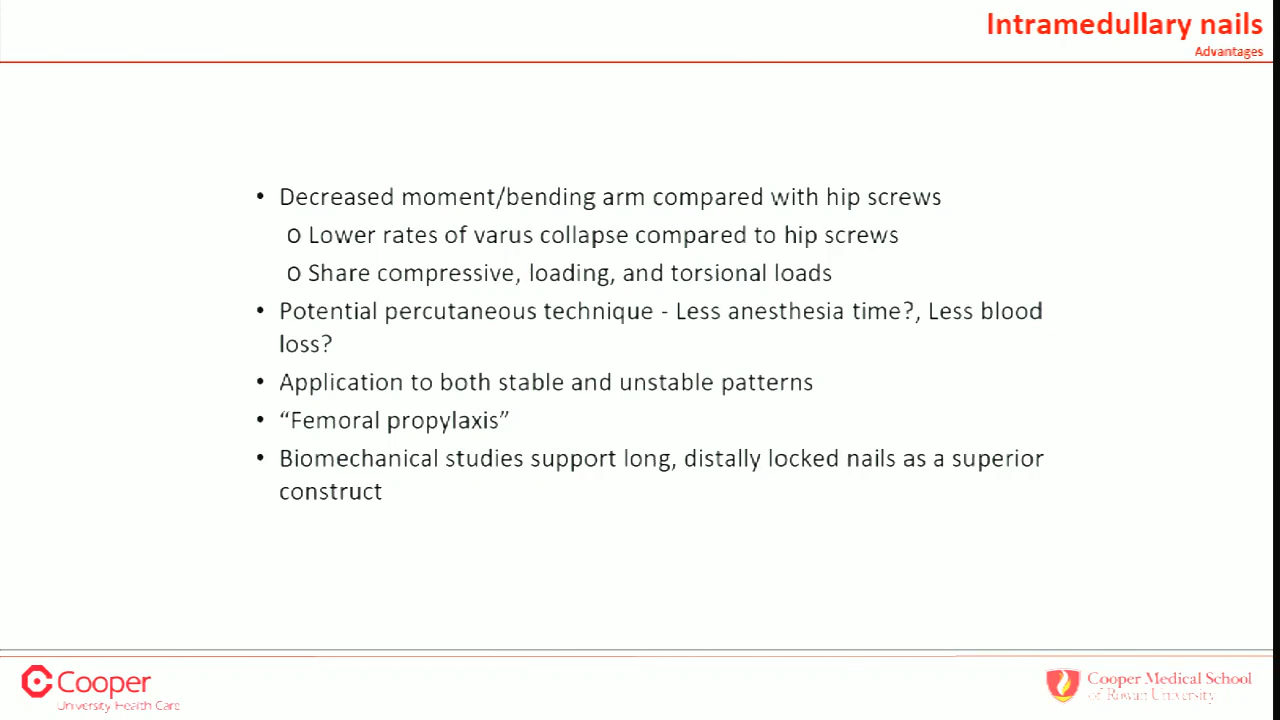 Intramedullary nails
Advantages
• Decreased moment/bending arm compared with hip screws
o Lower rates of varus collapse compared to hip screws
o Share compressive, loading, and torsional loads
• Potential percutaneous technique - Less anesthesia time?, Less blood
loss?
• Application to both stable and unstable patterns
• “Femoral propylaxis”
• Biomechanical studies support long, distally locked nails as a superior
construct
Cooper
University Health Care
Cooper Medical School
of Rowan University